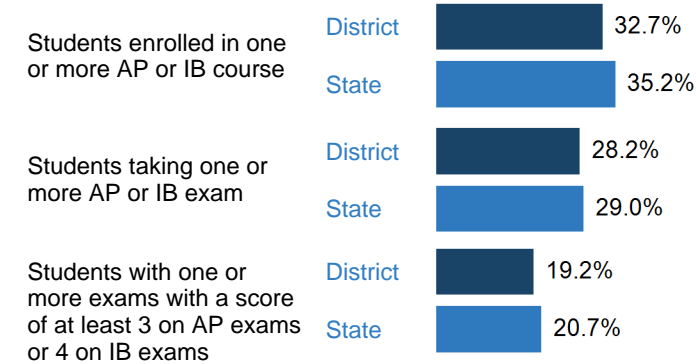 Students enrolled in one
or more AP or IB course
District
32.7%
State
35.2%
Students taking one or
more AP or IB exam
District
28.2%
State
29.0%
Students with one or
more exams with a score
of at least 3 on AP exams
or 4 on IB exams
District
19.2%
State
20.7%